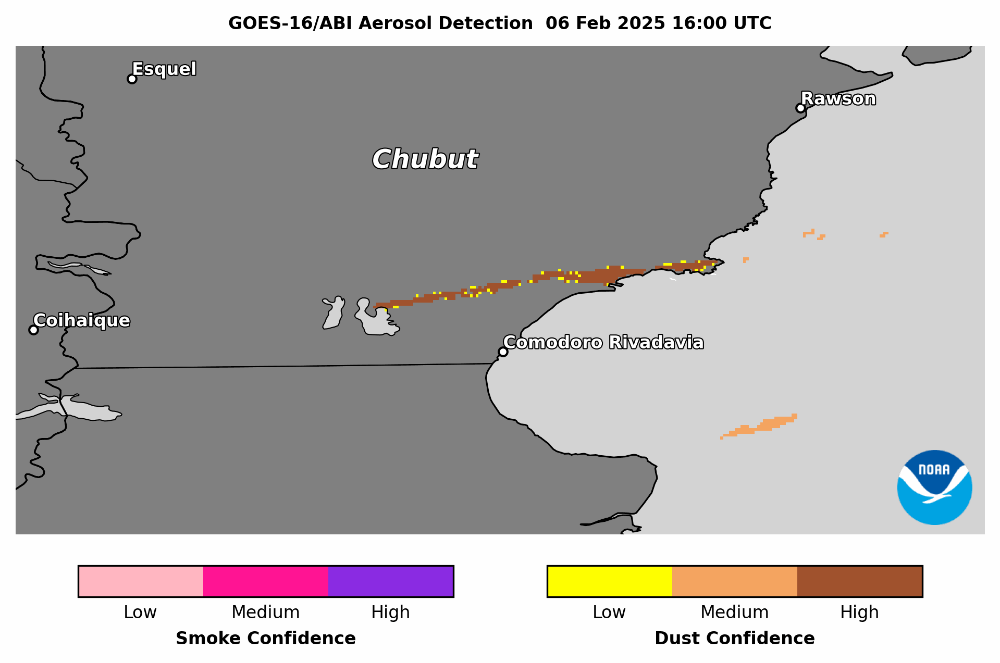 GOES-16/ABI Aerosol Detection 06 Feb 2025 16:00 UTC
Esquel
Rawson
Chubut
Coihaique
Comodoro Rivadavia
NOAA
Low Medium High
Smoke Confidence
Low Medium High
Dust Confidence